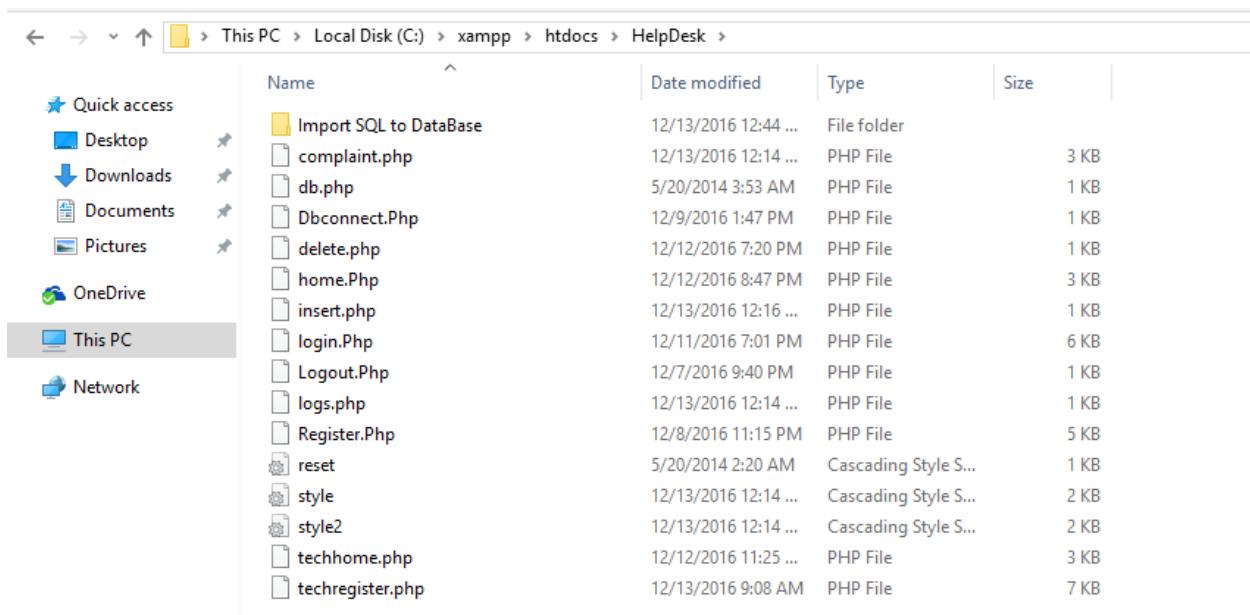 This PC > Local Disk (C:) > xampp > htdocs > HelpDesk >
Name Date modified Type Size
Quick access
Desktop
Downloads
Documents
Pictures
OneDrive
This PC
Network
Import SQL to DataBase 12/13/2016 12:44 ... File folder
complaint.php 12/13/2016 12:14 ... PHP File 3 KB
db.php 5/20/2014 3:53 AM PHP File 1 KB
Dbconnect.Php 12/9/2016 1:47 PM PHP File 1 KB
delete.php 12/12/2016 7:20 PM PHP File 1 KB
home.Php 12/12/2016 8:47 PM PHP File 3 KB
insert.php 12/13/2016 12:16 ... PHP File 1 KB
login.Php 12/11/2016 7:01 PM PHP File 6 KB
Logout.Php 12/7/2016 9:40 PM PHP File 1 KB
logs.php 12/13/2016 12:14 ... PHP File 1 KB
Register.Php 12/8/2016 11:15 PM PHP File 5 KB
reset 5/20/2014 2:20 AM Cascading Style S... 1 KB
style 12/13/2016 12:14 ... Cascading Style S... 2 KB
style2 12/13/2016 12:14 ... Cascading Style S... 2 KB
techhome.php 12/12/2016 11:25 ... PHP File 3 KB
techregister.php 12/13/2016 9:08 AM PHP File 7 KB